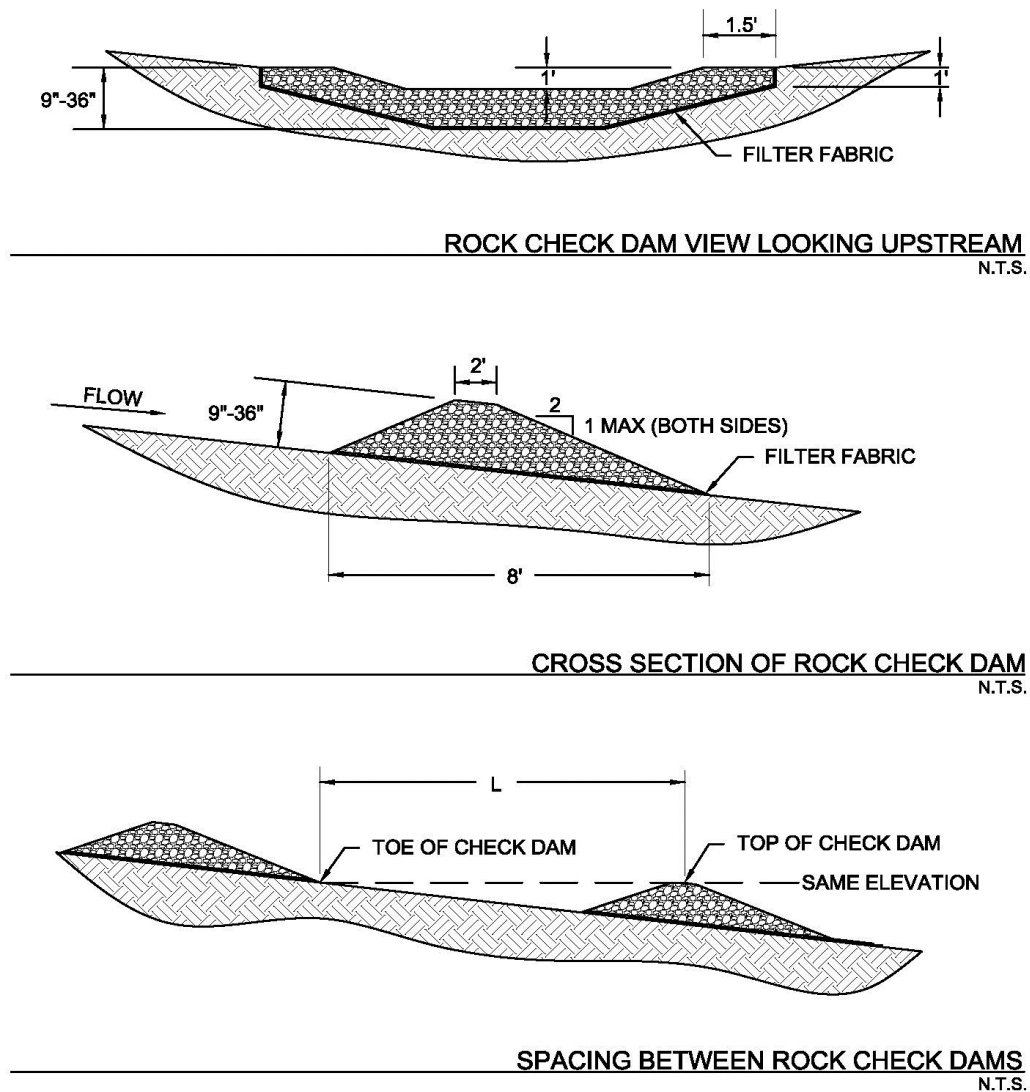 1.5'
9"-36"
1'
1'
FILTER FABRIC
ROCK CHECK DAM VIEW LOOKING UPSTREAM
N.T.S.
2'
FLOW
9"-36"
2
1 MAX (BOTH SIDES)
FILTER FABRIC
8'
CROSS SECTION OF ROCK CHECK DAM
N.T.S.
L
TOE OF CHECK DAM
TOP OF CHECK DAM
SAME ELEVATION
SPACING BETWEEN ROCK CHECK DAMS
N.T.S.